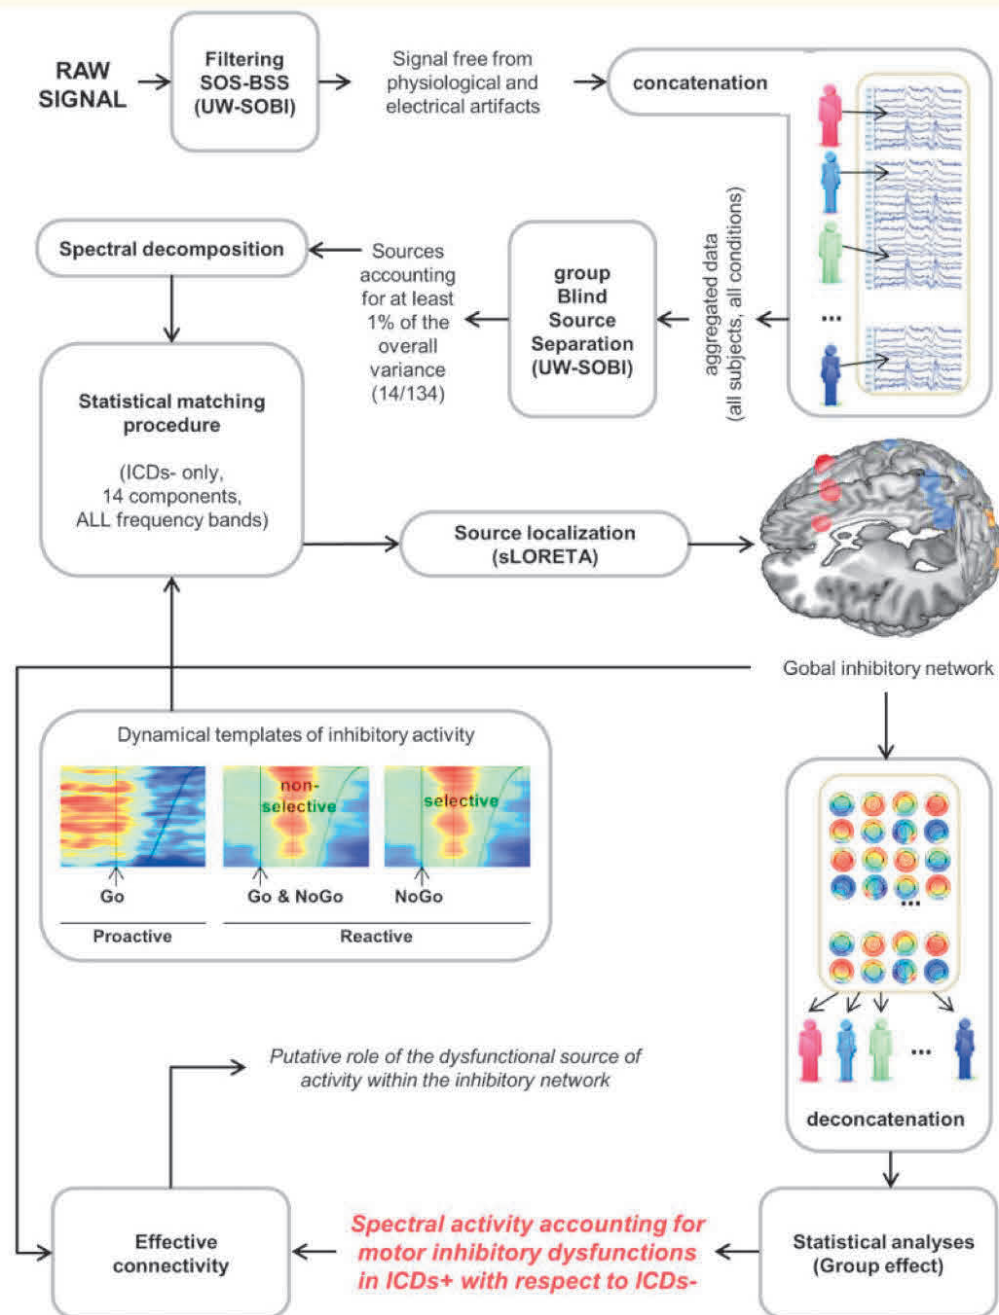 RAW
SIGNAL
Filtering
SOS-BSS
(UW-SOBI)
Signal free from
physiological and
electrical artifacts
concatenation
...
aggregated data
(all subjects, all conditions)
group
Blind
Source
Separation
(UW-SOBI)
Sources
accounting
for at least
1% of the
overall
variance
(14/134)
Spectral decomposition
Statistical matching
procedure
(ICDs- only,
14 components,
ALL frequency bands)
Source localization
(sLORETA)
Gobal inhibitory network
Dynamical templates of inhibitory activity
non-
selective
selective
Go
Go & NoGo
NoGo
Proactive
Reactive
...
...
deconcatenation
Putative role of the dysfunctional source of
activity within the inhibitory network
Effective
connectivity
Spectral activity accounting for
motor inhibitory dysfunctions
in ICDs+ with respect to ICDs-
Statistical analyses
(Group effect)